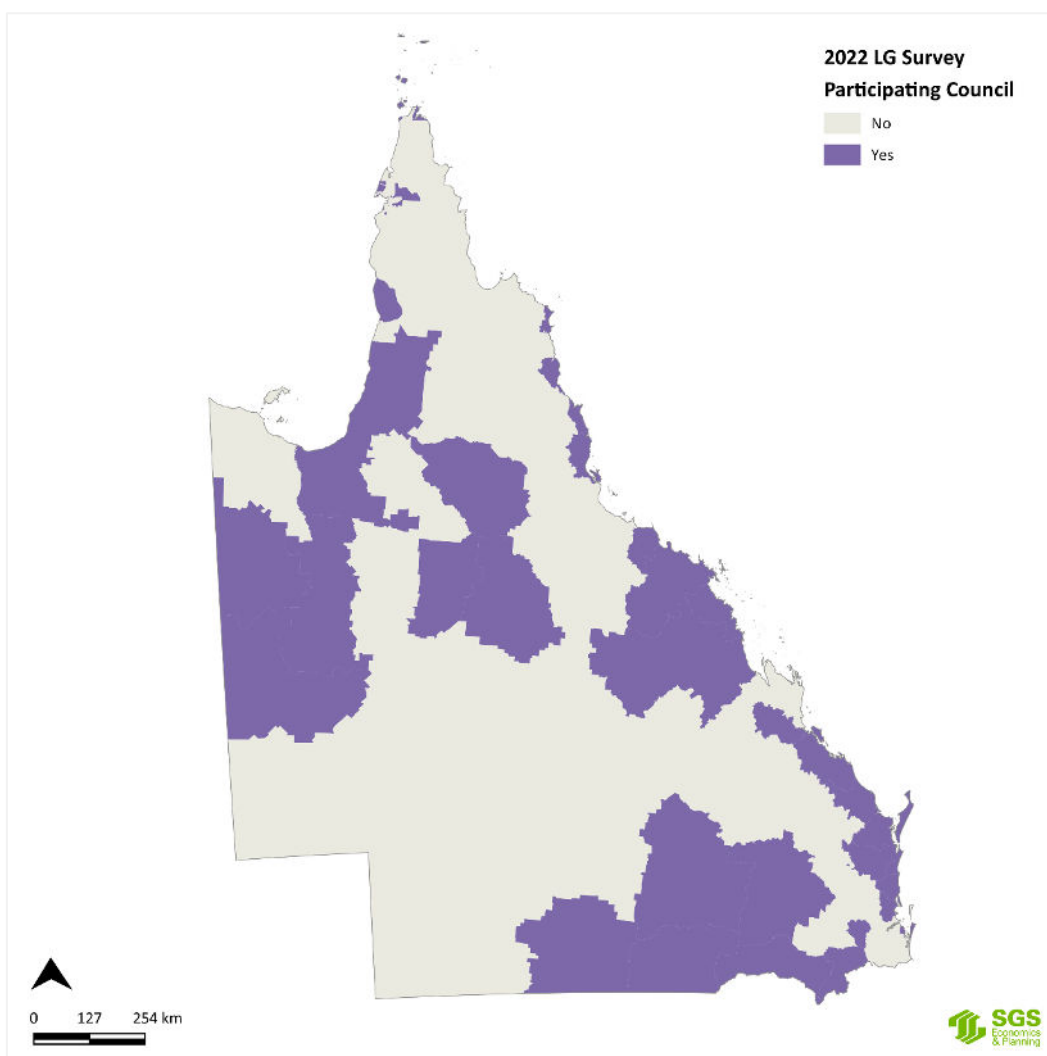 2022 LG Survey
Participating Council
No
Yes
0 127 254 km
SGS
Economics
& Planning